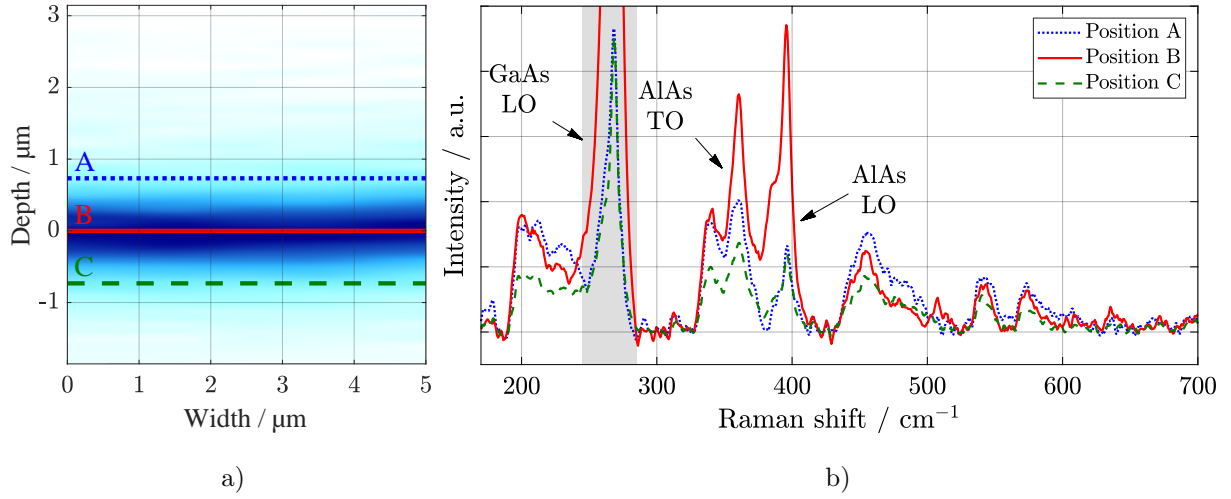 3
2
1
0
-1
Depth / μm
A
B
C
0 1 2 3 4 5
Width / μm
a)
Intensity / a.u.
GaAs
LO
AlAs
TO
AlAs
LO
Position A
Position B
Position C
200 300 400 500 600 700
Raman shift / cm⁻¹
b)